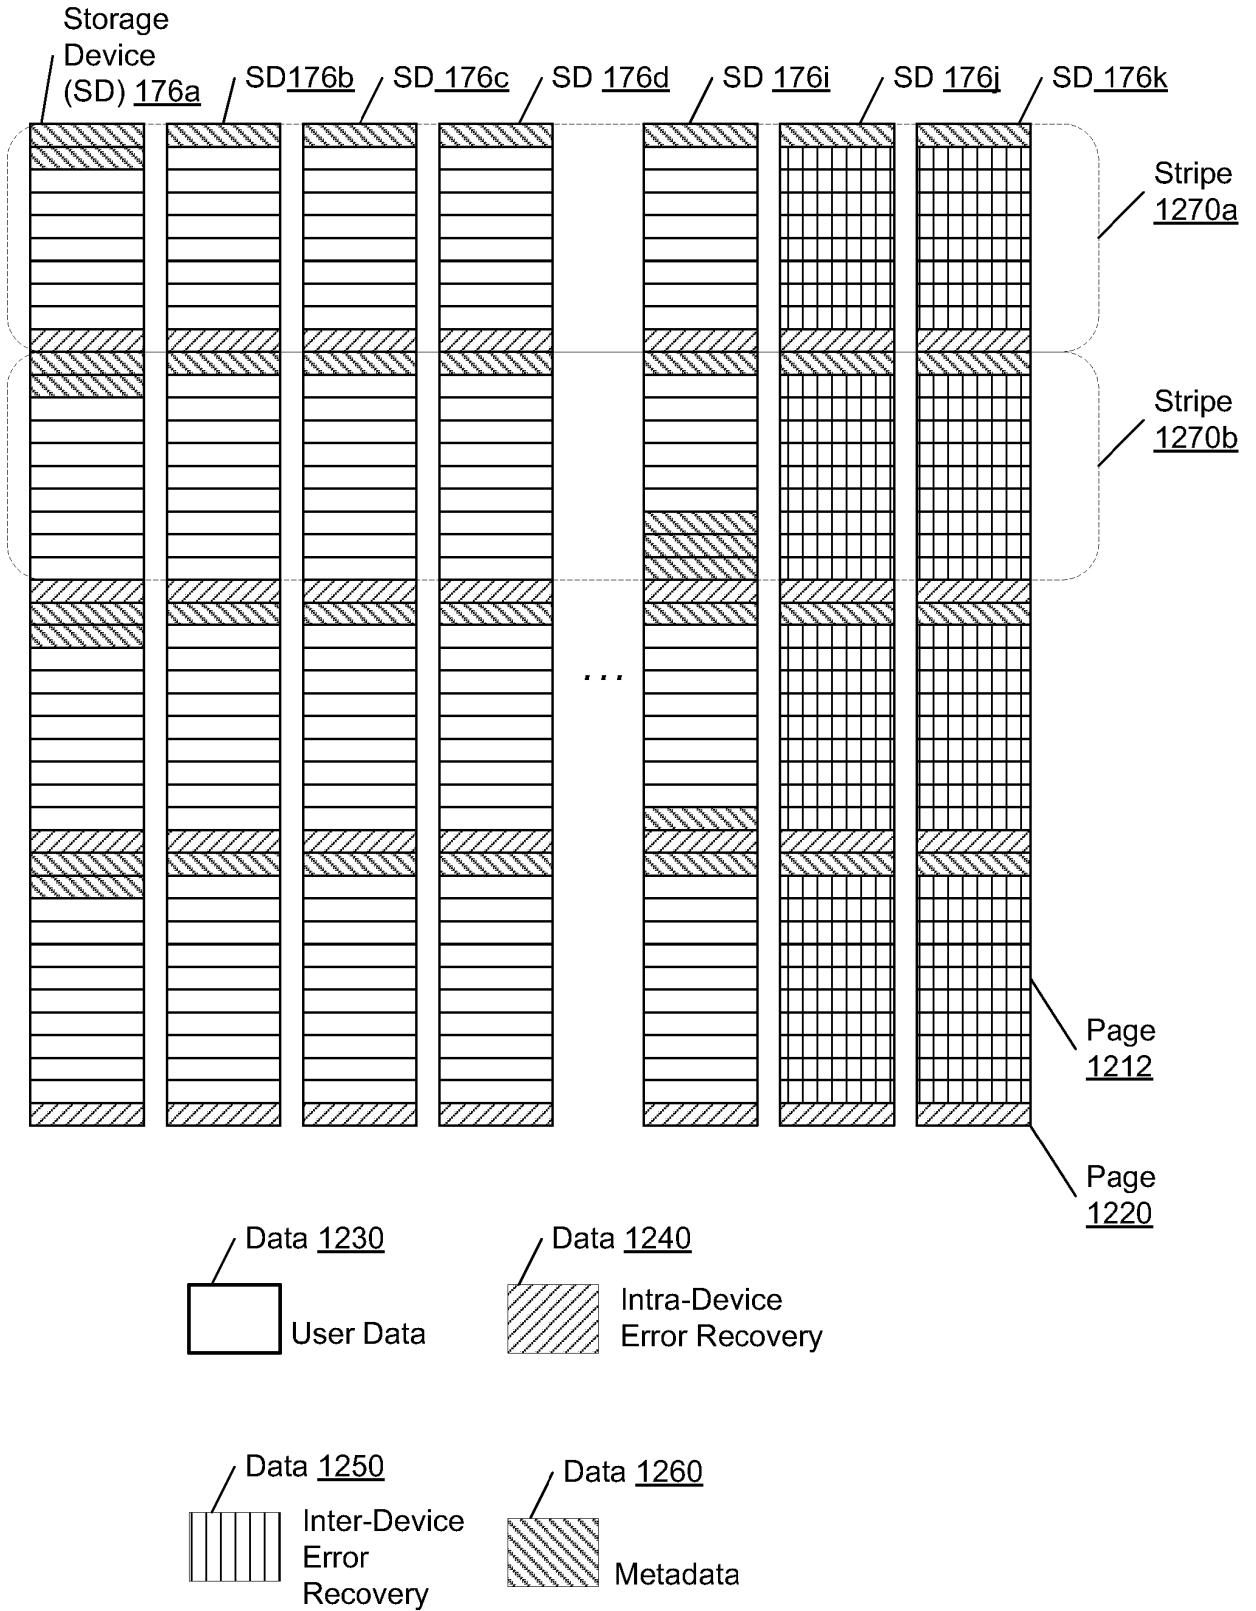 Storage
Device
(SD) 176a
SD176b
SD 176c
SD 176d
SD 176i
SD 176j
SD 176k
Stripe
1270a
Stripe
1270b
. . .
Page
1212
Page
1220
Data 1230
User Data
Data 1240
Intra-Device
Error Recovery
Data 1250
Inter-Device
Error
Recovery
Data 1260
Metadada